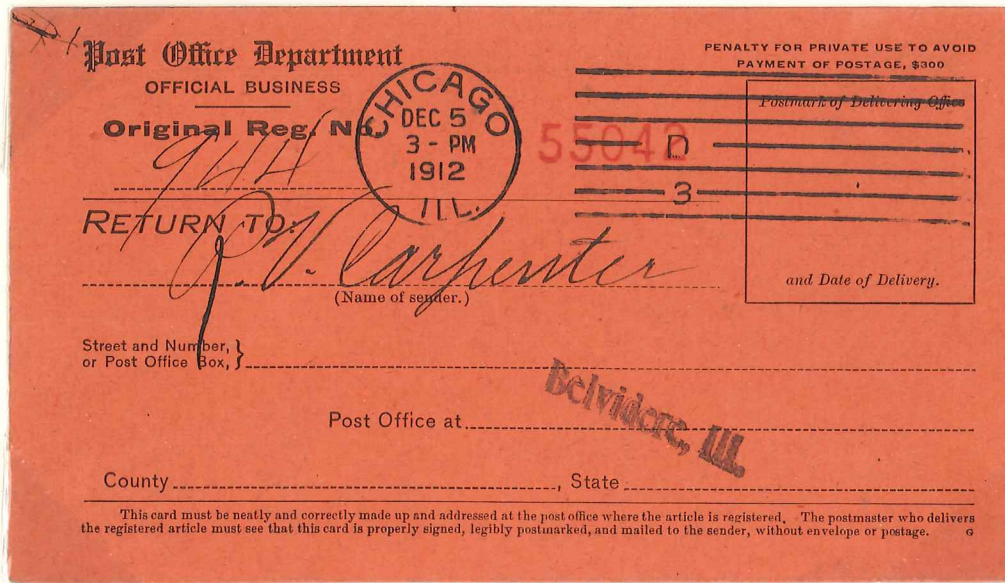 Post Office Department
OFFICIAL BUSINESS
PENALTY FOR PRIVATE USE TO AVOID
PAYMENT OF POSTAGE, $300
Original Reg. No.
944
55042
CHICAGO
DEC 5
3 - PM
1912
ILL.
D
3
Postmark of Delivering Office
and Date of Delivery.
RETURN TO:
P. V. Carpenter
(Name of sender.)
Street and Number,
or Post Office Box,
Belvidere, Ill.
Post Office at
County , State
This card must be neatly and correctly made up and addressed at the post office where the article is registered. The postmaster who delivers
the registered article must see that this card is properly signed, legibly postmarked, and mailed to the sender, without envelope or postage. G